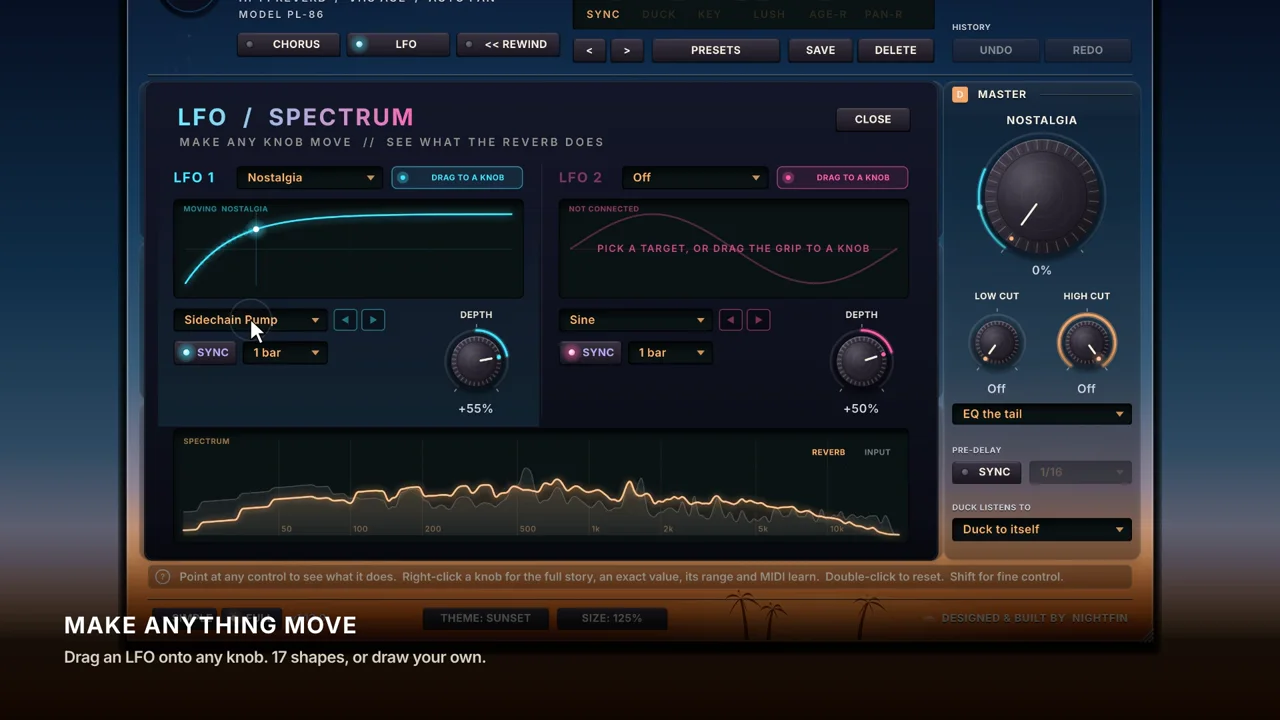 MODEL PL-86
SYNC DUCK KEY LUSH AGE-R PAN-R
CHORUS LFO << REWIND
< > PRESETS SAVE DELETE
HISTORY
UNDO REDO
LFO / SPECTRUM
MAKE ANY KNOB MOVE // SEE WHAT THE REVERB DOES
CLOSE
LFO 1 Nostalgia DRAG TO A KNOB
MOVING NOSTALGIA
Sidechain Pump
SYNC 1 bar
DEPTH
+55%
LFO 2 Off DRAG TO A KNOB
NOT CONNECTED
PICK A TARGET, OR DRAG THE GRIP TO A KNOB
Sine
SYNC 1 bar
DEPTH
+50%
SPECTRUM
REVERB INPUT
50 100 200 500 1k 2k 5k 10k
D MASTER
NOSTALGIA
0%
LOW CUT HIGH CUT
Off Off
EQ the tail
PRE-DELAY
SYNC 1/16
DUCK LISTENS TO
Duck to itself
? Point at any control to see what it does. Right-click a knob for the full story, an exact value, its range and MIDI learn. Double-click to reset. Shift for fine control.
THEME: SUNSET SIZE: 125%
DESIGNED & BUILT BY NIGHTFIN
MAKE ANYTHING MOVE
Drag an LFO onto any knob. 17 shapes, or draw your own.